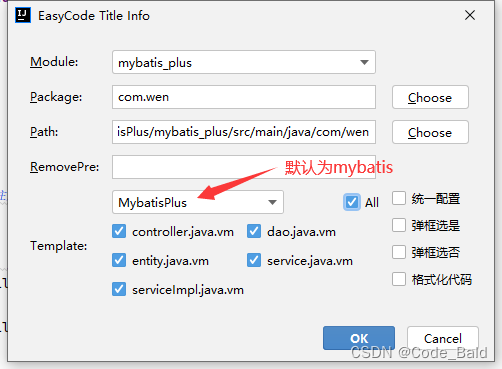 EasyCode Title Info
Module: mybatis_plus
Package: com.wen Choose
Path: isPlus/mybatis_plus/src/main/java/com/wen Choose
RemovePre:
默认为mybatis
MybatisPlus All 统一配置
controller.java.vm dao.java.vm 弹框选是
Template: entity.java.vm service.java.vm 弹框选否
serviceImpl.java.vm 格式化代码
OK Cancel
CSDN @Code_Bald